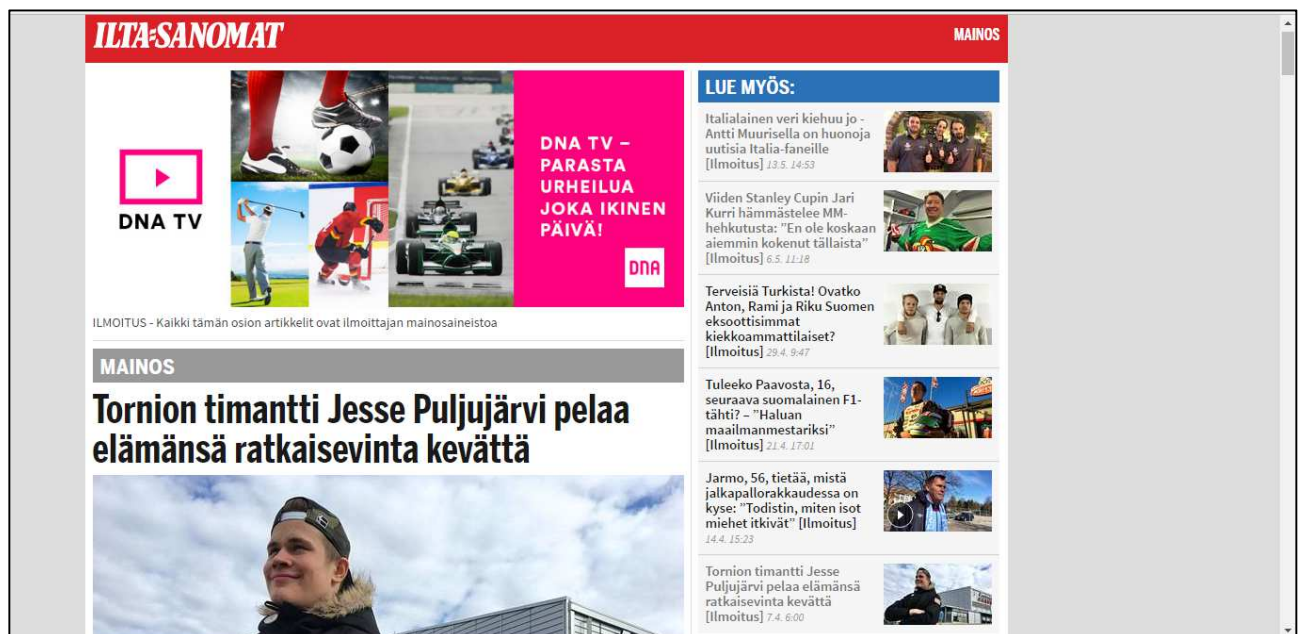 ILTA-SANOMAT
MAINOS
DNA TV
DNA TV –
PARASTA
URHEILUA
JOKA IKINEN
PÄIVÄ!
DNA
ILMOITUS - Kaikki tämän osion artikkelit ovat ilmoittajan mainosaineistoa
MAINOS
Tornion timantti Jesse Puljujärvi pelaa
elämänsä ratkaisevinta kevättä
LUE MYÖS:
Italialainen veri kiehuu jo -
Antti Muurisella on huonoja
uutisia Italia-faneille
[Ilmoitus] 13.5. 14:53
Viiden Stanley Cupin Jari
Kurri hämmästelee MM-
hehkutusta: ”En ole koskaan
aiemmin kokenut tällaista”
[Ilmoitus] 6.5. 11:18
Terveisiä Turkista! Ovatko
Anton, Rami ja Riku Suomen
eksoottisimmat
kiekkoammattilaiset?
[Ilmoitus] 29.4. 9:47
Tuleeko Paavosta, 16,
seuraava suomalainen F1-
tähti? – ”Haluan
maailmanmestariksi”
[Ilmoitus] 21.4. 17:01
Jarmo, 56, tietää, mistä
jalkapallorakkaudessa on
kyse: ”Todistin, miten isot
miehet itkivät” [Ilmoitus]
14.4. 15:23
Tornion timantti Jesse
Puljujärvi pelaa elämänsä
ratkaisevinta kevättä
[Ilmoitus] 7.4. 6:00